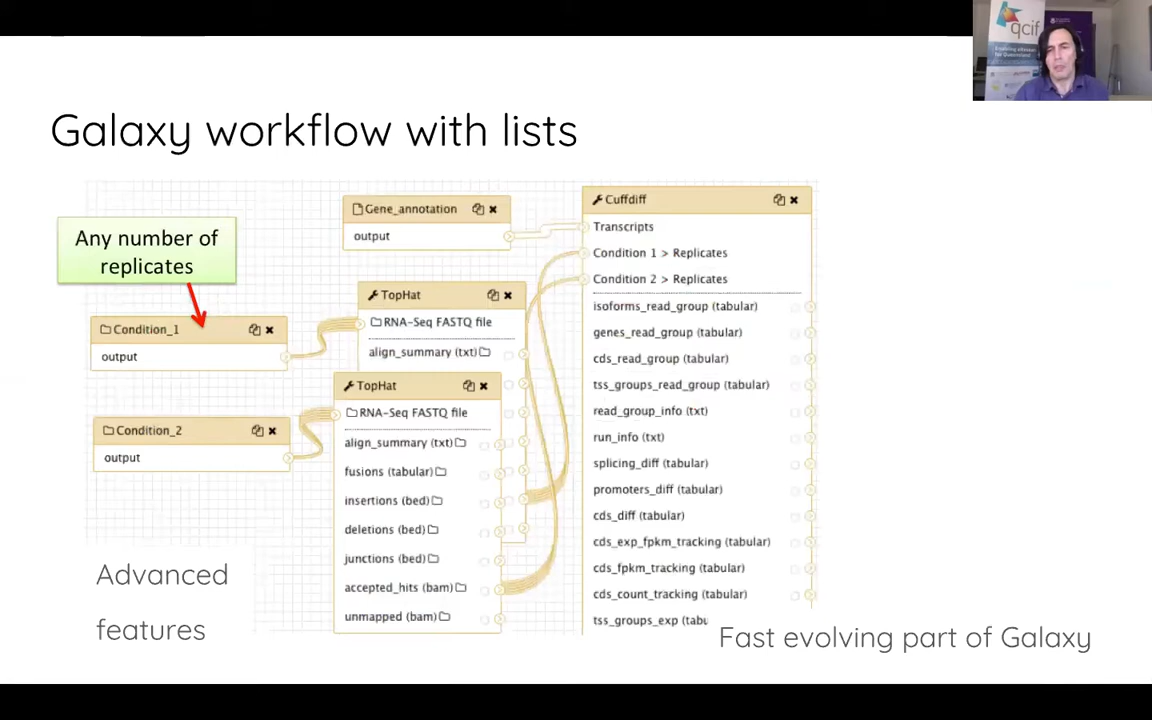 qcif
Galaxy workflow with lists
Any number of
replicates
Condition_1
output
Condition_2
output
Gene_annotation
output
TopHat
RNA-Seq FASTQ file
align_summary (txt)
TopHat
RNA-Seq FASTQ file
align_summary (txt)
fusions (tabular)
insertions (bed)
deletions (bed)
junctions (bed)
accepted_hits (bam)
unmapped (bam)
Cuffdiff
Transcripts
Condition 1 > Replicates
Condition 2 > Replicates
isoforms_read_group (tabular)
genes_read_group (tabular)
cds_read_group (tabular)
tss_groups_read_group (tabular)
read_group_info (txt)
run_info (txt)
splicing_diff (tabular)
promoters_diff (tabular)
cds_diff (tabular)
cds_exp_fpkm_tracking (tabular)
cds_fpkm_tracking (tabular)
cds_count_tracking (tabular)
tss_groups_exp (tabu
Advanced
features
Fast evolving part of Galaxy